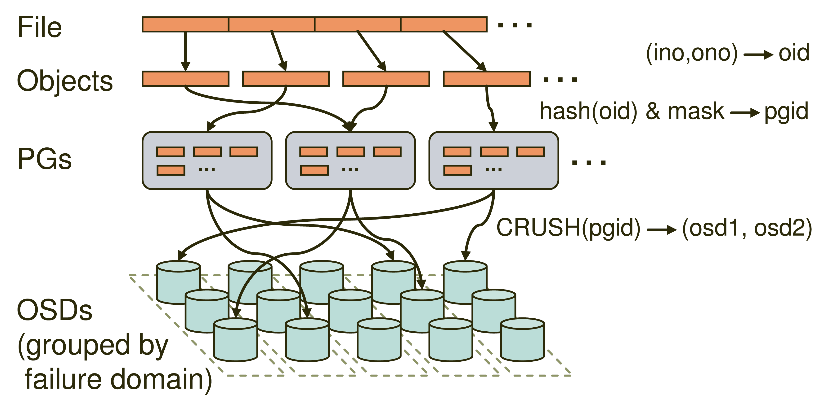 File
...
(ino,ono) → oid
Objects
...
hash(oid) & mask → pgid
PGs
...
...
...
...
CRUSH(pgid) → (osd1, osd2)
OSDs
(grouped by
failure domain)